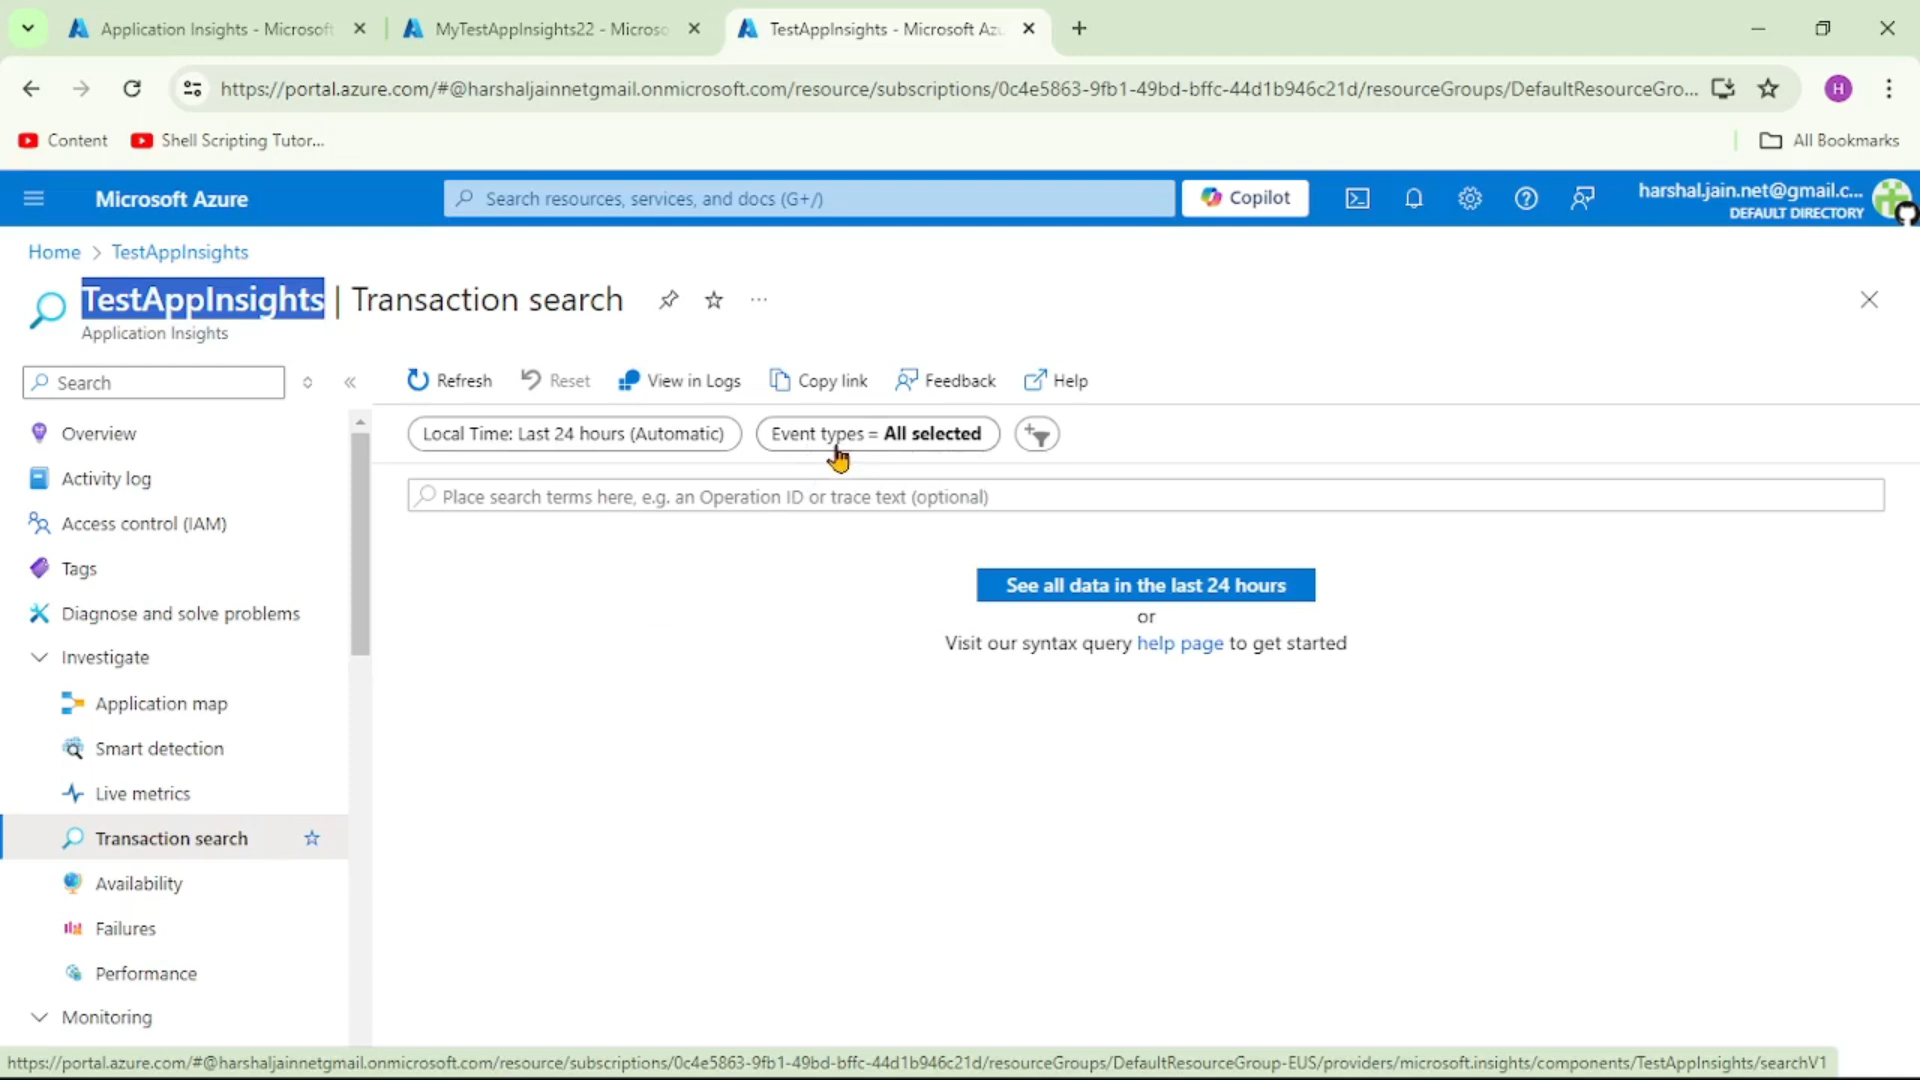 Application Insights - Microsoft
MyTestAppInsights22 - Microso
TestAppInsights - Microsoft Az
https://portal.azure.com/#@harshaljainnetgmail.onmicrosoft.com/resource/subscriptions/0c4e5863-9fb1-49bd-bffc-44d1b946c21d/resourceGroups/DefaultResourceGro...
H
Content
Shell Scripting Tutor...
All Bookmarks
Microsoft Azure
Search resources, services, and docs (G+/)
Copilot
harshal.jain.net@gmail.c...
DEFAULT DIRECTORY
Home > TestAppInsights
TestAppInsights | Transaction search
Application Insights
Search
Refresh
Reset
View in Logs
Copy link
Feedback
Help
Overview
Activity log
Access control (IAM)
Tags
Diagnose and solve problems
Investigate
Application map
Smart detection
Live metrics
Transaction search
Availability
Failures
Performance
Monitoring
Local Time: Last 24 hours (Automatic)
Event types = All selected
Place search terms here, e.g. an Operation ID or trace text (optional)
See all data in the last 24 hours
or
Visit our syntax query help page to get started
https://portal.azure.com/#@harshaljainnetgmail.onmicrosoft.com/resource/subscriptions/0c4e5863-9fb1-49bd-bffc-44d1b946c21d/resourceGroups/DefaultResourceGroup-EUS/providers/microsoft.insights/components/TestAppInsights/searchV1